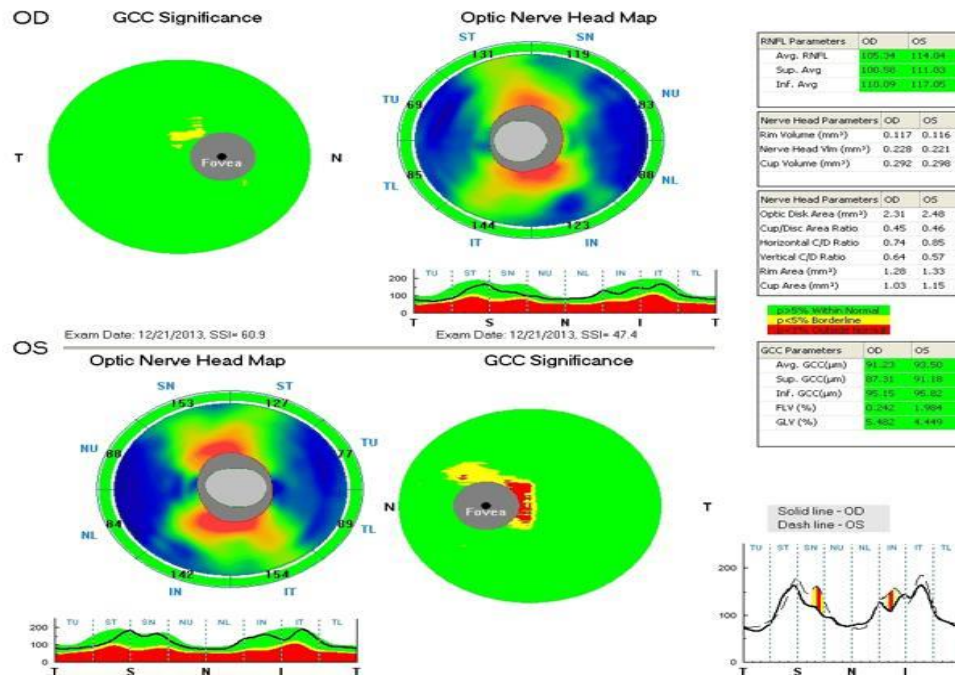 OD
GCC Significance
Optic Nerve Head Map
T
Fovea
N
ST
SN
131
119
TU
69
83
NU
TL
85
88
NL
144
123
IT
IN
200
100
0
TU ST SN NU NL IN IT TL
T S N I T
Exam Date: 12/21/2013, SSI= 60.9
Exam Date: 12/21/2013, SSI= 47.4
RNFL Parameters OD OS
Avg. RNFL 105.34 114.04
Sup. Avg 100.58 111.03
Inf. Avg 110.09 117.05
Nerve Head Parameters OD OS
Rim Volume (mm³) 0.117 0.116
Nerve Head Vlm (mm³) 0.228 0.221
Cup Volume (mm³) 0.292 0.298
Nerve Head Parameters OD OS
Optic Disk Area (mm²) 2.31 2.48
Cup/Disc Area Ratio 0.45 0.46
Horizontal C/D Ratio 0.74 0.85
Vertical C/D Ratio 0.64 0.57
Rim Area (mm²) 1.28 1.33
Cup Area (mm²) 1.03 1.15
p>5% Within Normal
p<5% Borderline
Outside Normal
GCC Parameters OD OS
Avg. GCC(µm) 91.23 93.50
Sup. GCC(µm) 87.31 91.18
Inf. GCC(µm) 95.15 95.82
FLV (%) 0.242 1.984
GLV (%) 5.482 4.449
OS
Optic Nerve Head Map
GCC Significance
SN
ST
153
127
NU
88
77
TU
NL
84
89
TL
142
154
IN
IT
N
Fovea
T
200
100
0
TU ST SN NU NL IN IT TL
T S N I T
Solid line - OD
Dash line - OS
TU ST SN NU NL IN IT TL
200
100
0
T S N I T